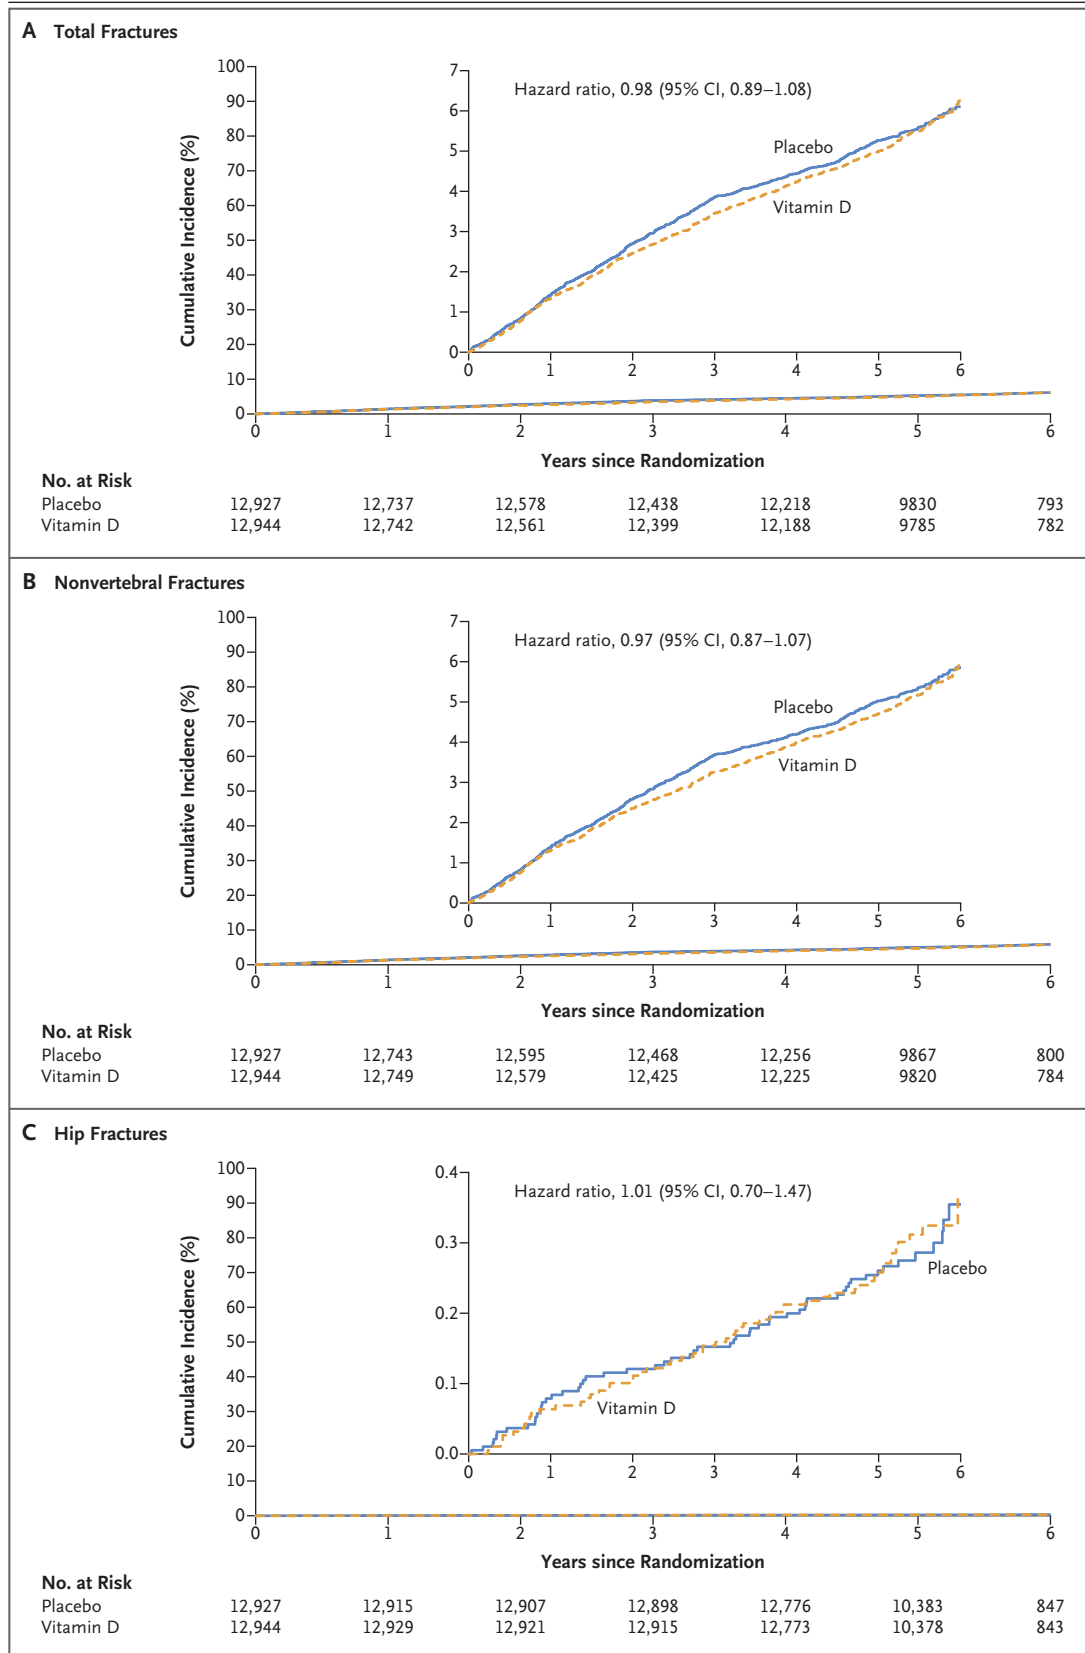 A Total Fractures
Cumulative Incidence (%)
100
90
80
70
60
50
40
30
20
10
0
0 1 2 3 4 5 6
Hazard ratio, 0.98 (95% CI, 0.89–1.08)
7
6
5
4
3
2
1
0
0 1 2 3 4 5 6
Placebo
Vitamin D
Years since Randomization
No. at Risk
Placebo 12,927 12,737 12,578 12,438 12,218 9830 793
Vitamin D 12,944 12,742 12,561 12,399 12,188 9785 782
B Nonvertebral Fractures
Cumulative Incidence (%)
100
90
80
70
60
50
40
30
20
10
0
0 1 2 3 4 5 6
Hazard ratio, 0.97 (95% CI, 0.87–1.07)
7
6
5
4
3
2
1
0
0 1 2 3 4 5 6
Placebo
Vitamin D
Years since Randomization
No. at Risk
Placebo 12,927 12,743 12,595 12,468 12,256 9867 800
Vitamin D 12,944 12,749 12,579 12,425 12,225 9820 784
C Hip Fractures
Cumulative Incidence (%)
100
90
80
70
60
50
40
30
20
10
0
0 1 2 3 4 5 6
Hazard ratio, 1.01 (95% CI, 0.70–1.47)
0.4
0.3
0.2
0.1
0.0
0 1 2 3 4 5 6
Placebo
Vitamin D
Years since Randomization
No. at Risk
Placebo 12,927 12,915 12,907 12,898 12,776 10,383 847
Vitamin D 12,944 12,929 12,921 12,915 12,773 10,378 843